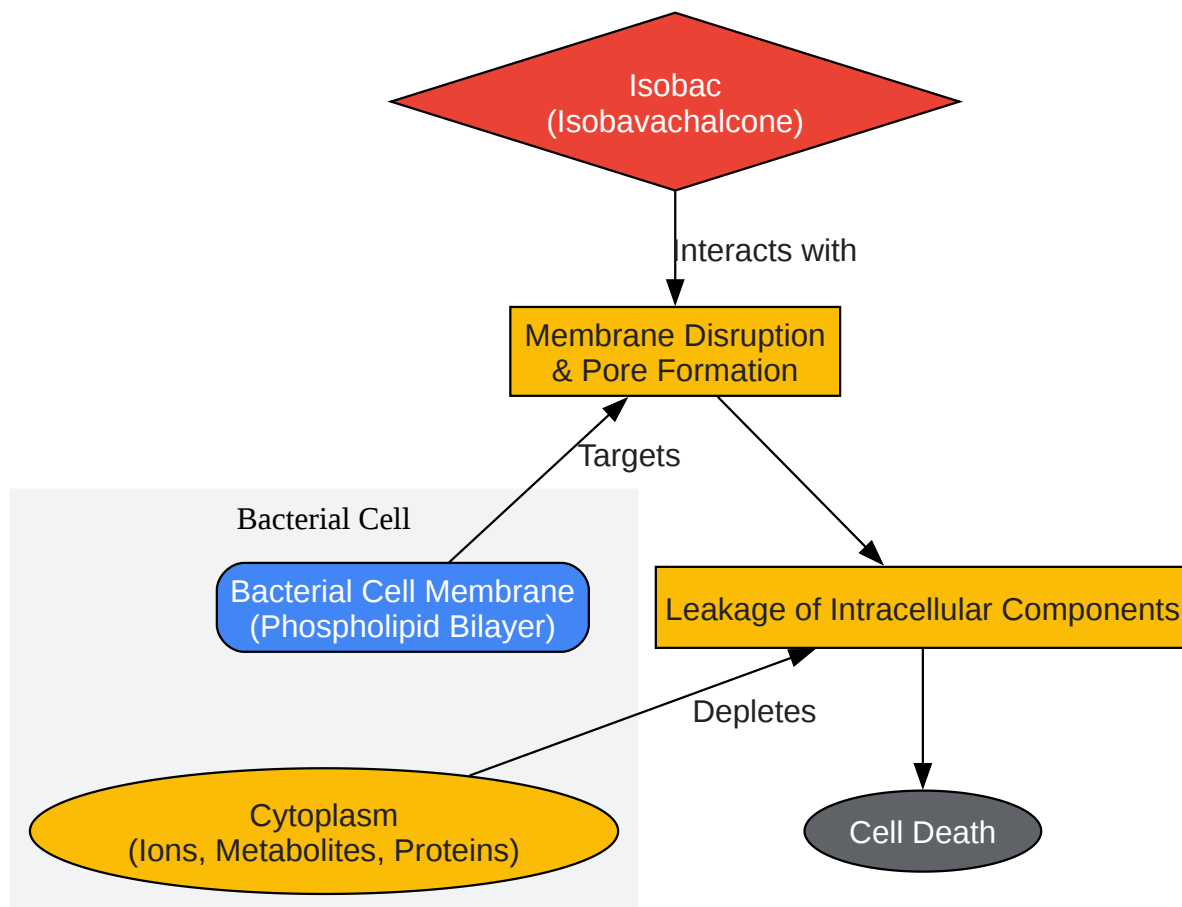 Isobac
(Isobavachalcone)
Interacts with
Membrane Disruption
& Pore Formation
Targets
Bacterial Cell
Bacterial Cell Membrane
(Phospholipid Bilayer)
Leakage of Intracellular Components
Depletes
Cytoplasm
(Ions, Metabolites, Proteins)
Cell Death